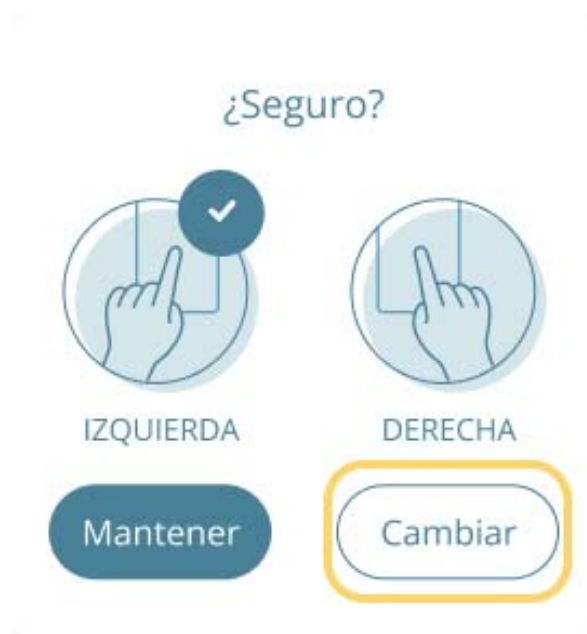 ¿Seguro?
IZQUIERDA
DERECHA
Mantener
Cambiar